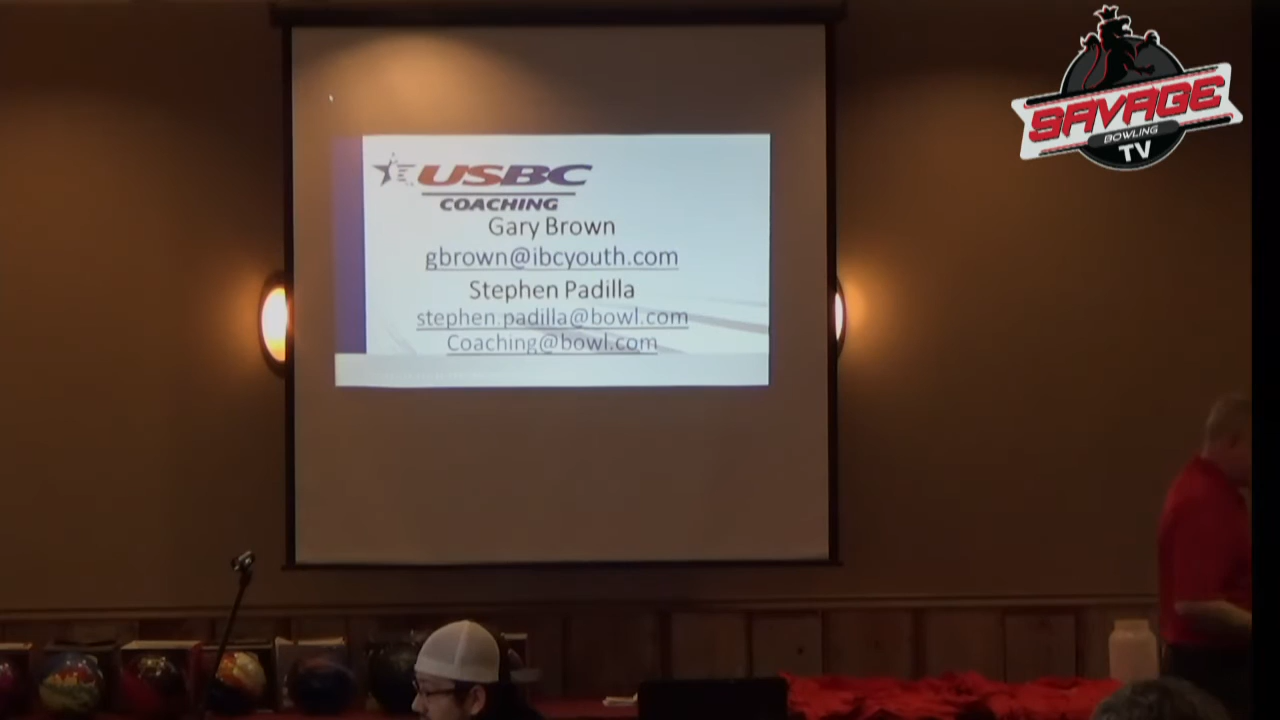 SAVAGE
BOWLING
TV
USBC
COACHING
Gary Brown
gbrown@ibcyouth.com
Stephen Padilla
stephen.padilla@bowl.com
Coaching@bowl.com